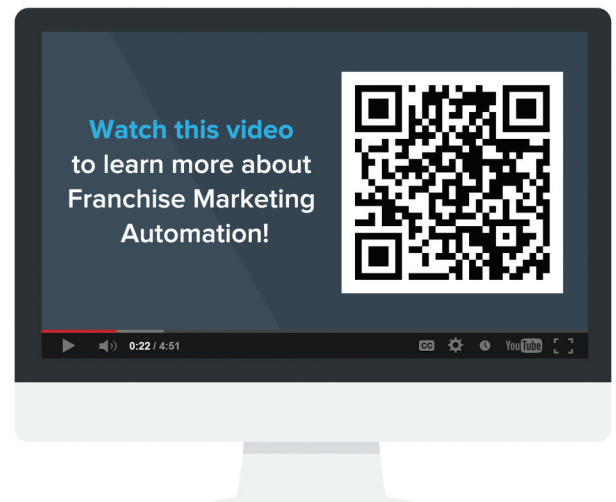 Watch this video
to learn more about
Franchise Marketing
Automation!
0:22 / 4:51
CC
YouTube